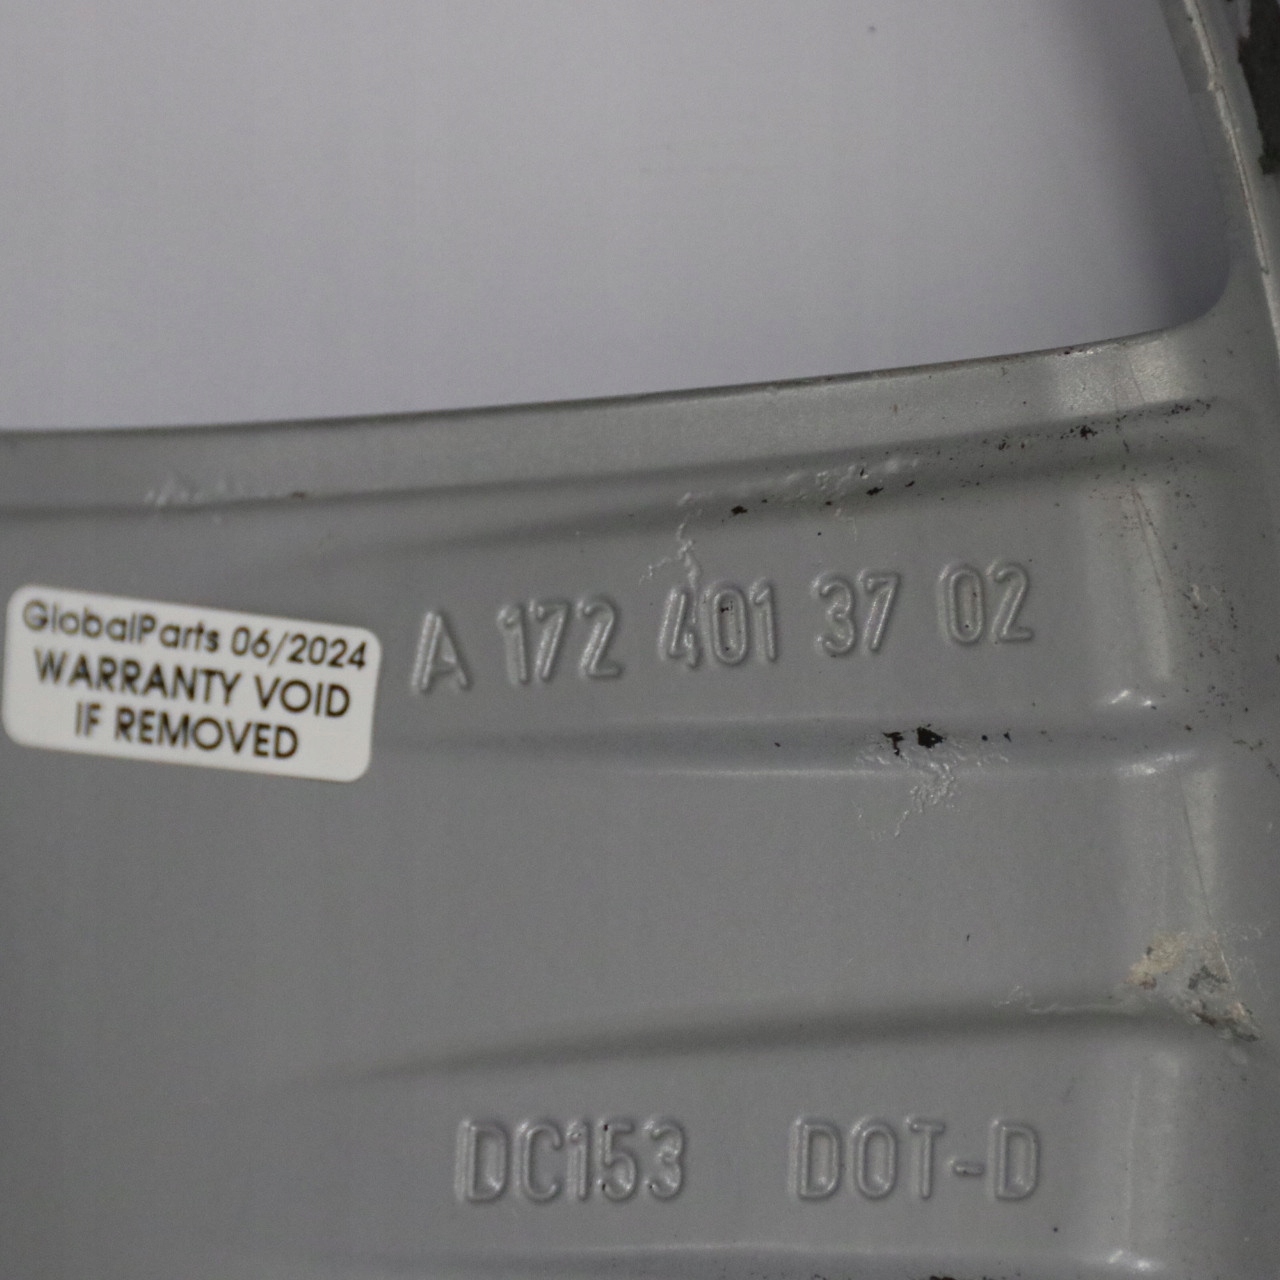 GlobalParts 06/2024
WARRANTY VOID
IF REMOVED
A 172 401 37 02
DC153 DOT-D